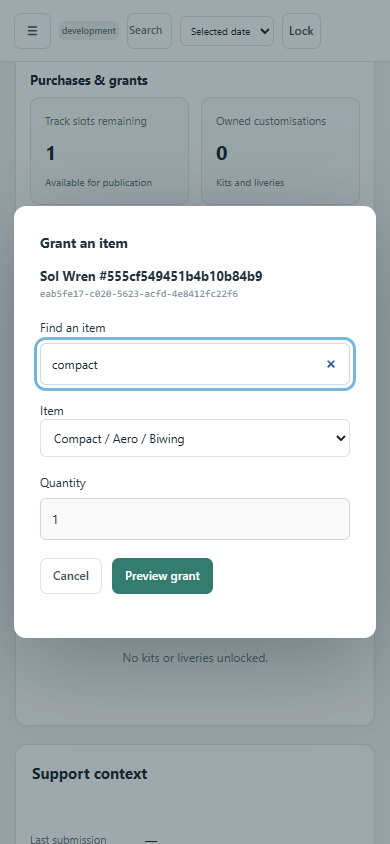 ☰
development
Search
Selected date
Lock
Purchases & grants
Track slots remaining
Owned customisations
1
0
Available for publication
Kits and liveries
Grant an item
Sol Wren #555cf549451b4b10b84b9
eab5fe17-c020-5623-acfd-4e8412fc22f6
Find an item
compact
Item
Compact / Aero / Biwing
Quantity
1
Cancel
Preview grant
No kits or liveries unlocked.
Support context
Last submission
—